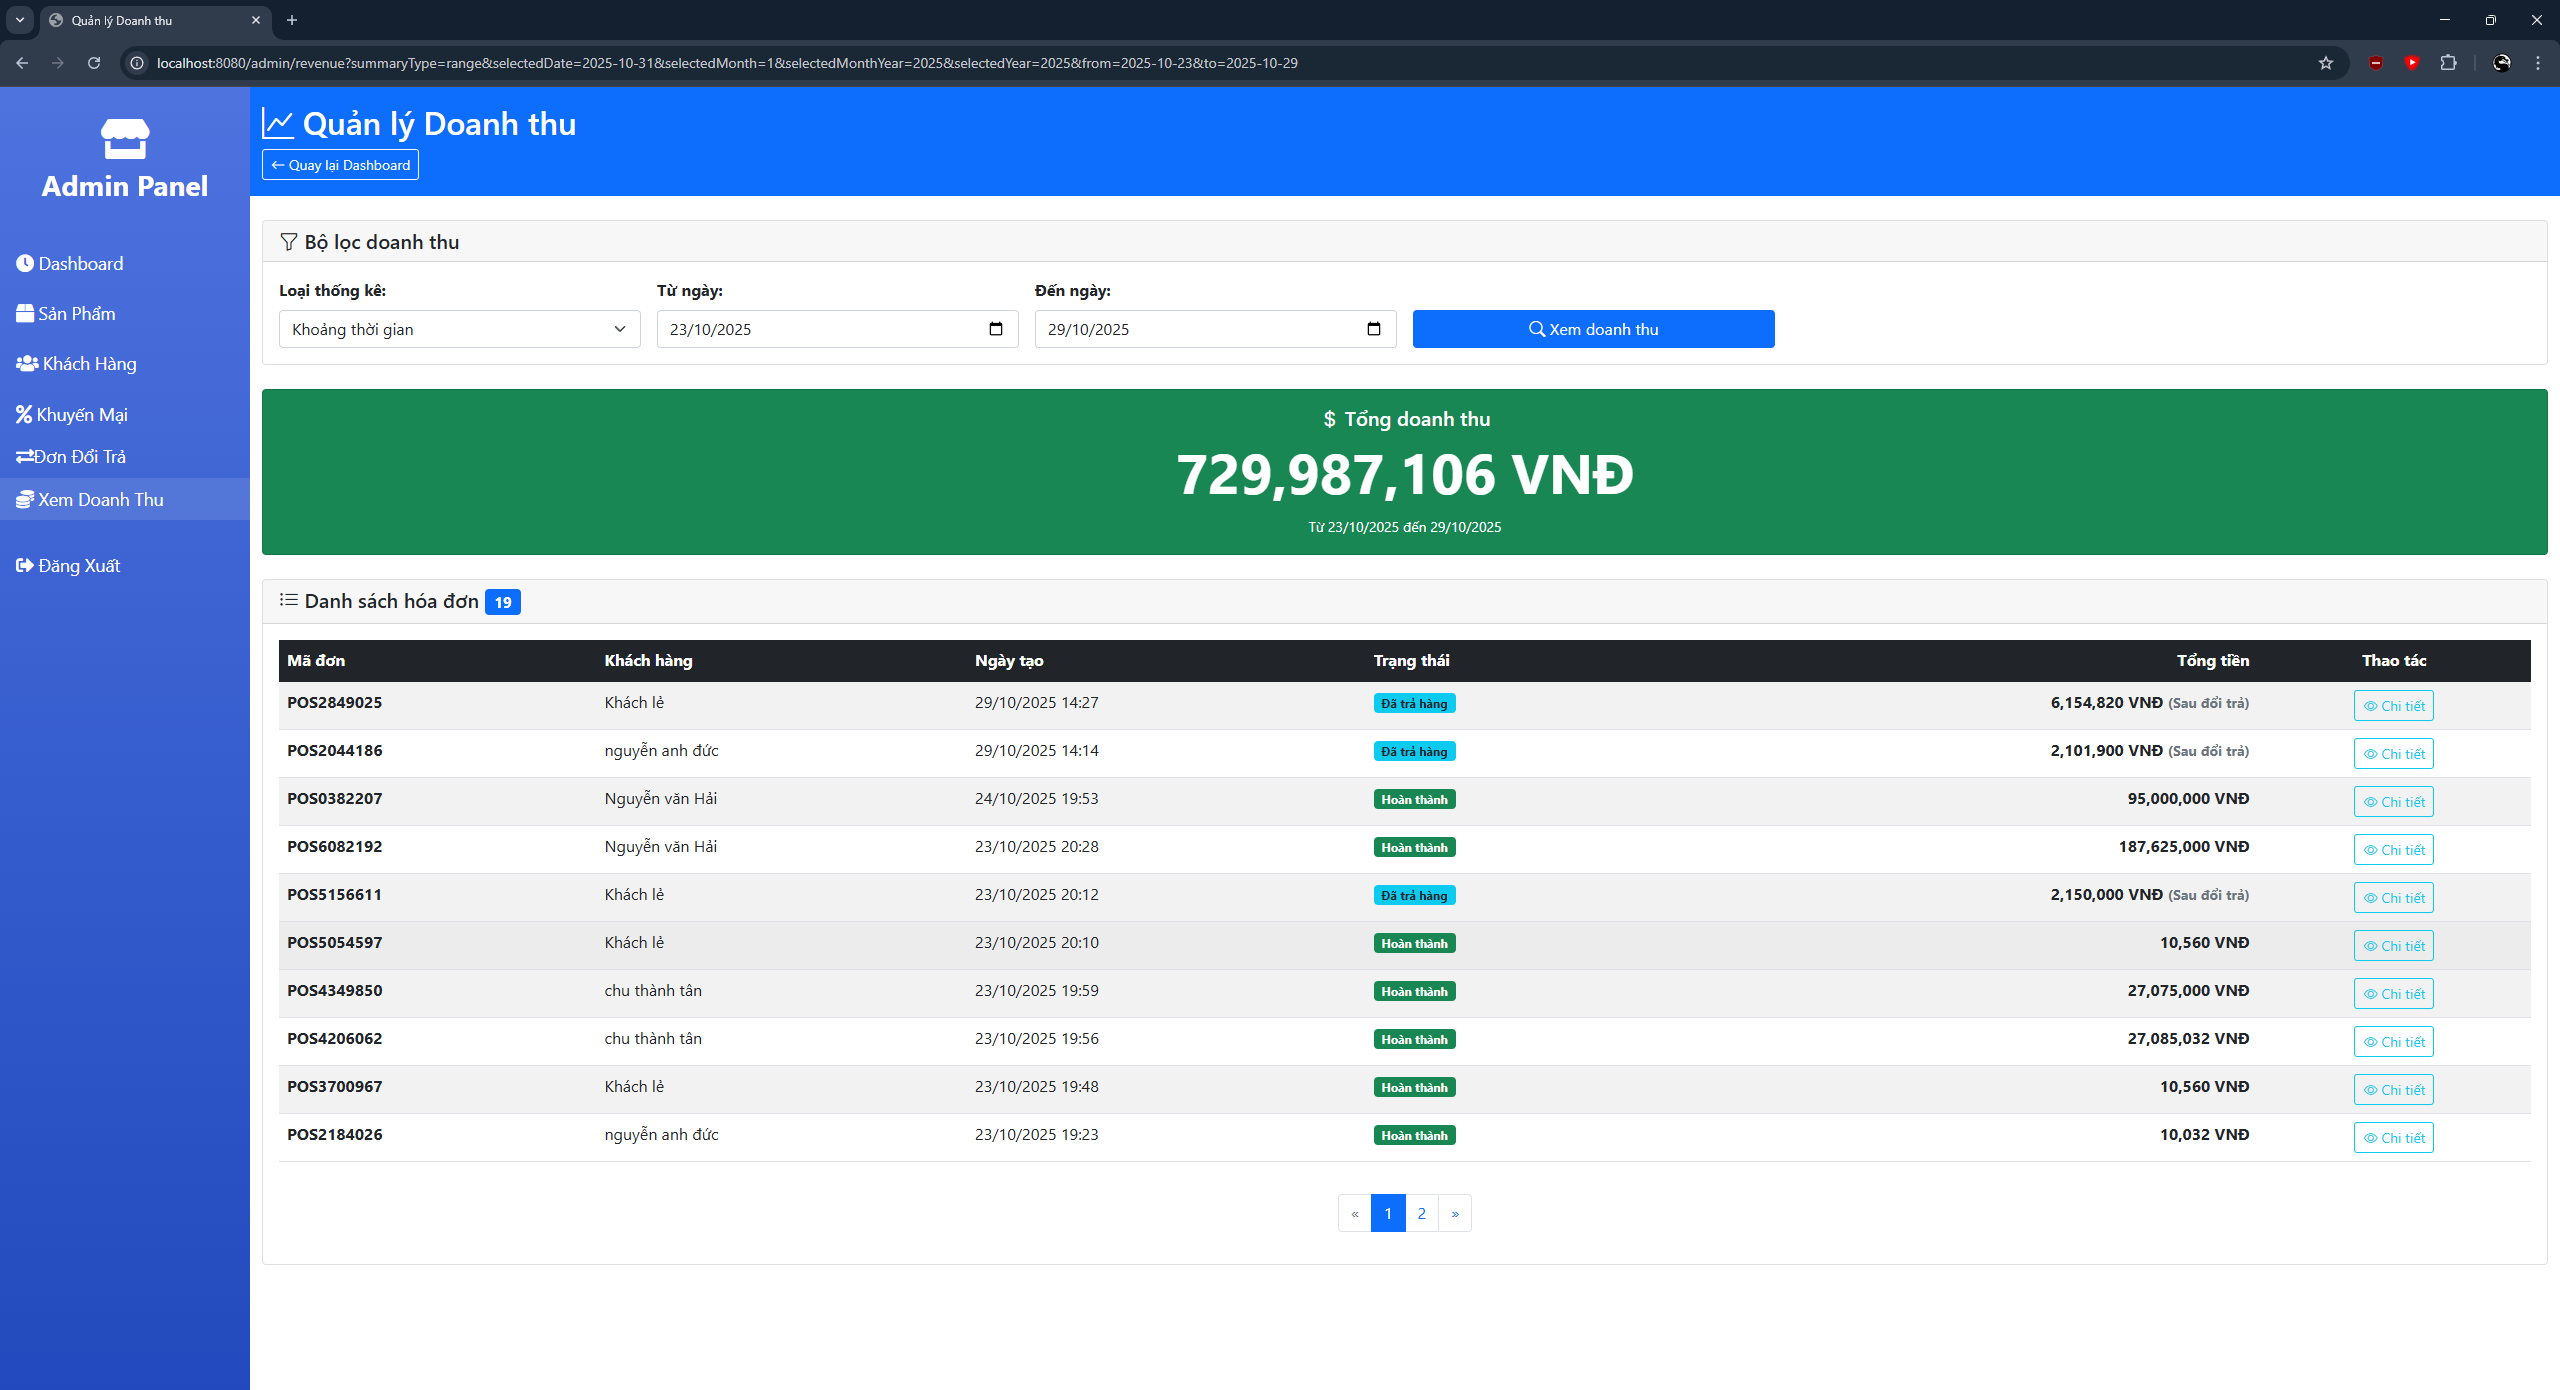 Quản lý Doanh thu
localhost:8080/admin/revenue?summaryType=range&selectedDate=2025-10-31&selectedMonth=1&selectedMonthYear=2025&selectedYear=2025&from=2025-10-23&to=2025-10-29
Admin Panel
Dashboard
Sản Phẩm
Khách Hàng
Khuyến Mại
Đơn Đổi Trả
Xem Doanh Thu
Đăng Xuất
Quản lý Doanh thu
← Quay lại Dashboard
Bộ lọc doanh thu
Loại thống kê: Từ ngày: Đến ngày:
Khoảng thời gian 23/10/2025 29/10/2025 Xem doanh thu
$ Tổng doanh thu
729,987,106 VNĐ
Từ 23/10/2025 đến 29/10/2025
Danh sách hóa đơn 19
Mã đơn Khách hàng Ngày tạo Trạng thái Tổng tiền Thao tác
POS2849025 Khách lẻ 29/10/2025 14:27 Đã trả hàng 6,154,820 VNĐ (Sau đổi trả) Chi tiết
POS2044186 nguyễn anh đức 29/10/2025 14:14 Đã trả hàng 2,101,900 VNĐ (Sau đổi trả) Chi tiết
POS0382207 Nguyễn văn Hải 24/10/2025 19:53 Hoàn thành 95,000,000 VNĐ Chi tiết
POS6082192 Nguyễn văn Hải 23/10/2025 20:28 Hoàn thành 187,625,000 VNĐ Chi tiết
POS5156611 Khách lẻ 23/10/2025 20:12 Đã trả hàng 2,150,000 VNĐ (Sau đổi trả) Chi tiết
POS5054597 Khách lẻ 23/10/2025 20:10 Hoàn thành 10,560 VNĐ Chi tiết
POS4349850 chu thành tân 23/10/2025 19:59 Hoàn thành 27,075,000 VNĐ Chi tiết
POS4206062 chu thành tân 23/10/2025 19:56 Hoàn thành 27,085,032 VNĐ Chi tiết
POS3700967 Khách lẻ 23/10/2025 19:48 Hoàn thành 10,560 VNĐ Chi tiết
POS2184026 nguyễn anh đức 23/10/2025 19:23 Hoàn thành 10,032 VNĐ Chi tiết
« 1 2 »